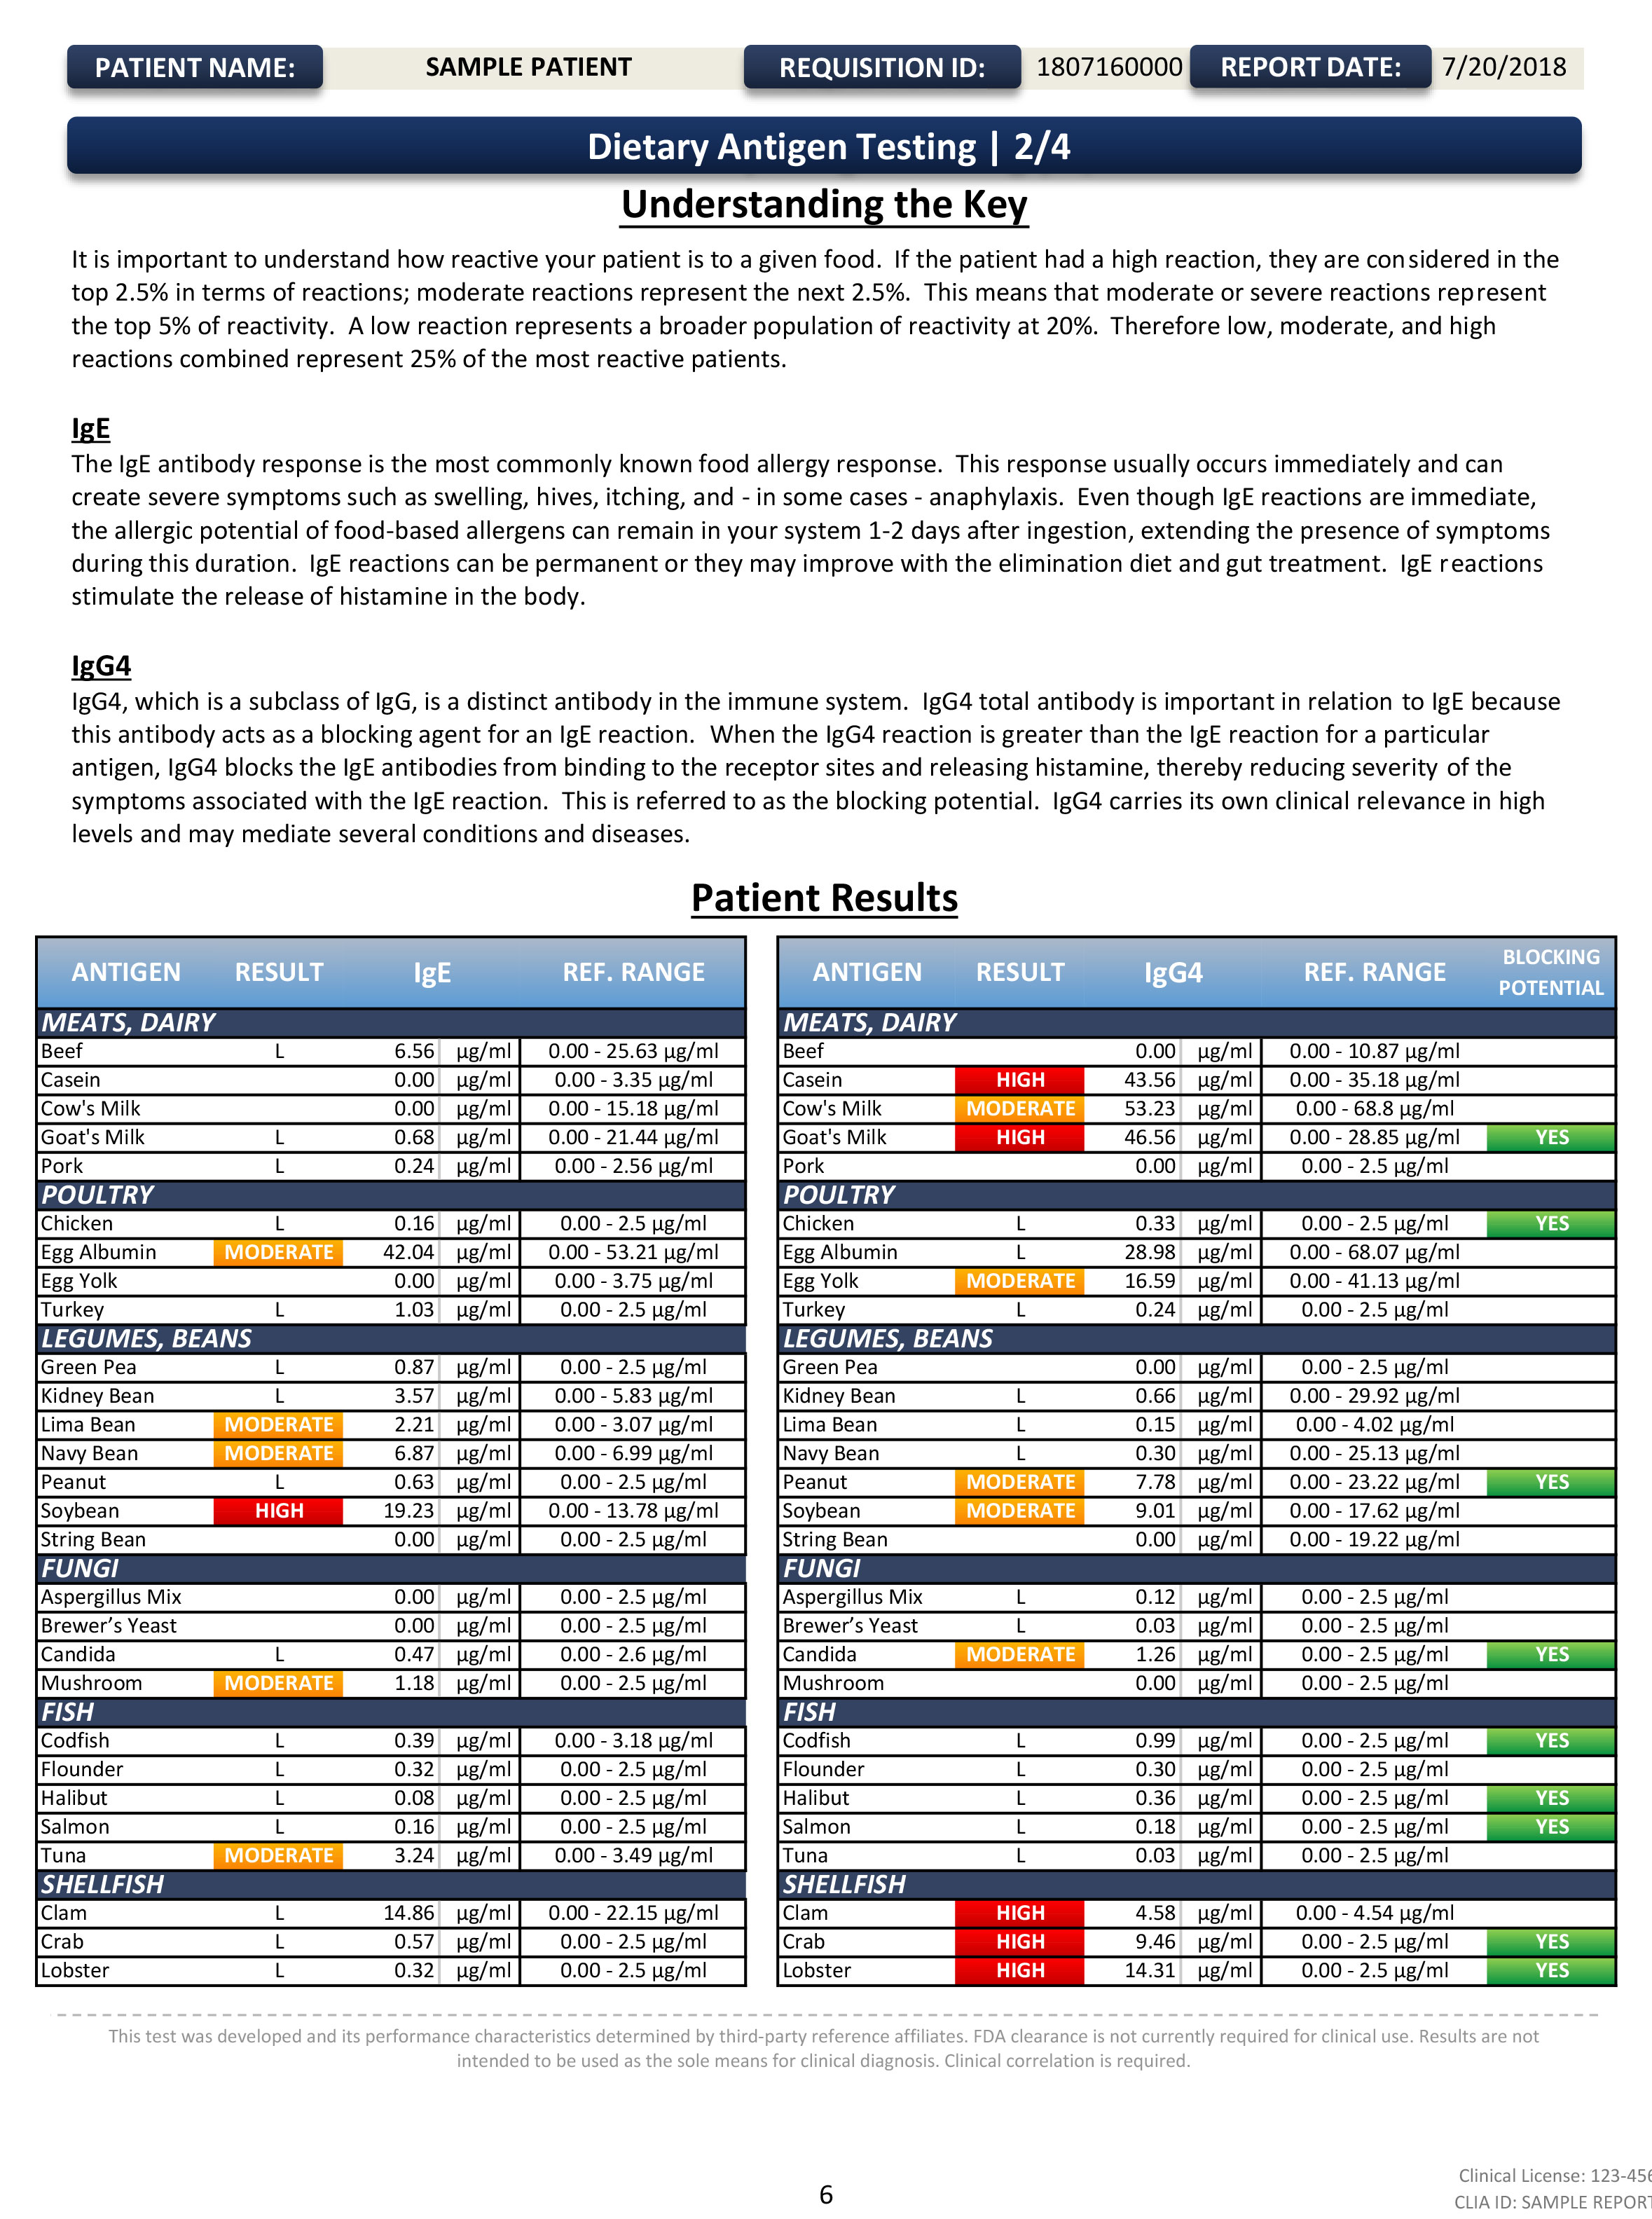 PATIENT NAME: SAMPLE PATIENT REQUISITION ID: 1807160000 REPORT DATE: 7/20/2018
Dietary Antigen Testing | 2/4
Understanding the Key
It is important to understand how reactive your patient is to a given food. If the patient had a high reaction, they are considered in the
top 2.5% in terms of reactions; moderate reactions represent the next 2.5%. This means that moderate or severe reactions represent
the top 5% of reactivity. A low reaction represents a broader population of reactivity at 20%. Therefore low, moderate, and high
reactions combined represent 25% of the most reactive patients.
IgE
The IgE antibody response is the most commonly known food allergy response. This response usually occurs immediately and can
create severe symptoms such as swelling, hives, itching, and - in some cases - anaphylaxis. Even though IgE reactions are immediate,
the allergic potential of food-based allergens can remain in your system 1-2 days after ingestion, extending the presence of symptoms
during this duration. IgE reactions can be permanent or they may improve with the elimination diet and gut treatment. IgE reactions
stimulate the release of histamine in the body.
IgG4
IgG4, which is a subclass of IgG, is a distinct antibody in the immune system. IgG4 total antibody is important in relation to IgE because
this antibody acts as a blocking agent for an IgE reaction. When the IgG4 reaction is greater than the IgE reaction for a particular
antigen, IgG4 blocks the IgE antibodies from binding to the receptor sites and releasing histamine, thereby reducing severity of the
symptoms associated with the IgE reaction. This is referred to as the blocking potential. IgG4 carries its own clinical relevance in high
levels and may mediate several conditions and diseases.
Patient Results
ANTIGEN RESULT IgE REF. RANGE
MEATS, DAIRY
Beef L 6.56 µg/ml 0.00 - 25.63 µg/ml
Casein 0.00 µg/ml 0.00 - 3.35 µg/ml
Cow's Milk 0.00 µg/ml 0.00 - 15.18 µg/ml
Goat's Milk L 0.68 µg/ml 0.00 - 21.44 µg/ml
Pork L 0.24 µg/ml 0.00 - 2.56 µg/ml
POULTRY
Chicken L 0.16 µg/ml 0.00 - 2.5 µg/ml
Egg Albumin MODERATE 42.04 µg/ml 0.00 - 53.21 µg/ml
Egg Yolk 0.00 µg/ml 0.00 - 3.75 µg/ml
Turkey L 1.03 µg/ml 0.00 - 2.5 µg/ml
LEGUMES, BEANS
Green Pea L 0.87 µg/ml 0.00 - 2.5 µg/ml
Kidney Bean L 3.57 µg/ml 0.00 - 5.83 µg/ml
Lima Bean MODERATE 2.21 µg/ml 0.00 - 3.07 µg/ml
Navy Bean MODERATE 6.87 µg/ml 0.00 - 6.99 µg/ml
Peanut L 0.63 µg/ml 0.00 - 2.5 µg/ml
Soybean HIGH 19.23 µg/ml 0.00 - 13.78 µg/ml
String Bean 0.00 µg/ml 0.00 - 2.5 µg/ml
FUNGI
Aspergillus Mix 0.00 µg/ml 0.00 - 2.5 µg/ml
Brewer’s Yeast 0.00 µg/ml 0.00 - 2.5 µg/ml
Candida L 0.47 µg/ml 0.00 - 2.6 µg/ml
Mushroom MODERATE 1.18 µg/ml 0.00 - 2.5 µg/ml
FISH
Codfish L 0.39 µg/ml 0.00 - 3.18 µg/ml
Flounder L 0.32 µg/ml 0.00 - 2.5 µg/ml
Halibut L 0.08 µg/ml 0.00 - 2.5 µg/ml
Salmon L 0.16 µg/ml 0.00 - 2.5 µg/ml
Tuna MODERATE 3.24 µg/ml 0.00 - 3.49 µg/ml
SHELLFISH
Clam L 14.86 µg/ml 0.00 - 22.15 µg/ml
Crab L 0.57 µg/ml 0.00 - 2.5 µg/ml
Lobster L 0.32 µg/ml 0.00 - 2.5 µg/ml
ANTIGEN RESULT IgG4 REF. RANGE BLOCKING POTENTIAL
MEATS, DAIRY
Beef 0.00 µg/ml 0.00 - 10.87 µg/ml
Casein HIGH 43.56 µg/ml 0.00 - 35.18 µg/ml
Cow's Milk MODERATE 53.23 µg/ml 0.00 - 68.8 µg/ml
Goat's Milk HIGH 46.56 µg/ml 0.00 - 28.85 µg/ml YES
Pork 0.00 µg/ml 0.00 - 2.5 µg/ml
POULTRY
Chicken L 0.33 µg/ml 0.00 - 2.5 µg/ml YES
Egg Albumin L 28.98 µg/ml 0.00 - 68.07 µg/ml
Egg Yolk MODERATE 16.59 µg/ml 0.00 - 41.13 µg/ml
Turkey L 0.24 µg/ml 0.00 - 2.5 µg/ml
LEGUMES, BEANS
Green Pea 0.00 µg/ml 0.00 - 2.5 µg/ml
Kidney Bean L 0.66 µg/ml 0.00 - 29.92 µg/ml
Lima Bean L 0.15 µg/ml 0.00 - 4.02 µg/ml
Navy Bean L 0.30 µg/ml 0.00 - 25.13 µg/ml
Peanut MODERATE 7.78 µg/ml 0.00 - 23.22 µg/ml YES
Soybean MODERATE 9.01 µg/ml 0.00 - 17.62 µg/ml
String Bean 0.00 µg/ml 0.00 - 19.22 µg/ml
FUNGI
Aspergillus Mix L 0.12 µg/ml 0.00 - 2.5 µg/ml
Brewer’s Yeast L 0.03 µg/ml 0.00 - 2.5 µg/ml
Candida MODERATE 1.26 µg/ml 0.00 - 2.5 µg/ml YES
Mushroom 0.00 µg/ml 0.00 - 2.5 µg/ml
FISH
Codfish L 0.99 µg/ml 0.00 - 2.5 µg/ml YES
Flounder L 0.30 µg/ml 0.00 - 2.5 µg/ml
Halibut L 0.36 µg/ml 0.00 - 2.5 µg/ml YES
Salmon L 0.18 µg/ml 0.00 - 2.5 µg/ml YES
Tuna L 0.03 µg/ml 0.00 - 2.5 µg/ml
SHELLFISH
Clam HIGH 4.58 µg/ml 0.00 - 4.54 µg/ml
Crab HIGH 9.46 µg/ml 0.00 - 2.5 µg/ml YES
Lobster HIGH 14.31 µg/ml 0.00 - 2.5 µg/ml YES
This test was developed and its performance characteristics determined by third-party reference affiliates. FDA clearance is not currently required for clinical use. Results are not
intended to be used as the sole means for clinical diagnosis. Clinical correlation is required.
6
Clinical License: 123-456
CLIA ID: SAMPLE REPORT